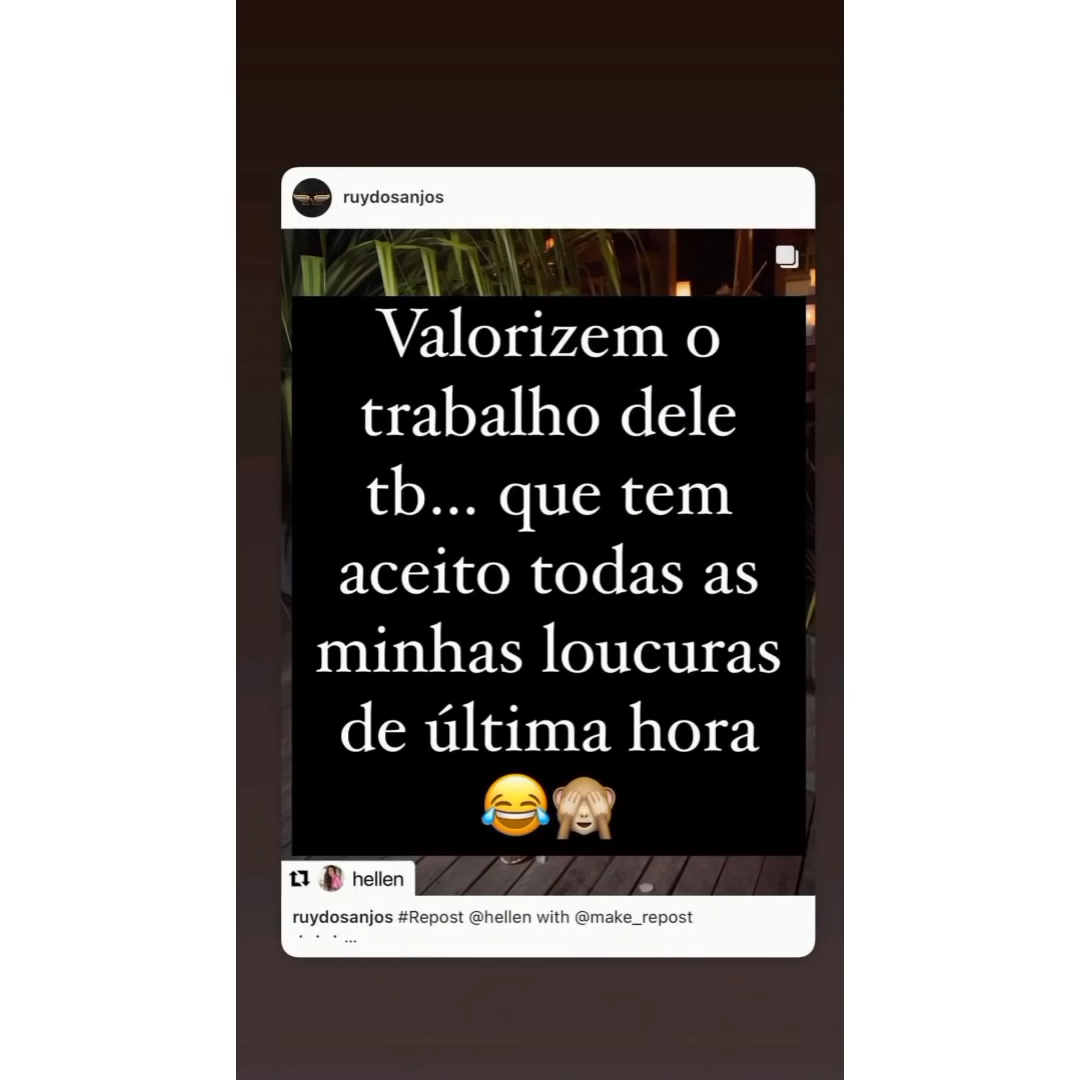 ruydosanjos
Valorizem o
trabalho dele
tb... que tem
aceito todas as
minhas loucuras
de última hora
😂🙈
hellen
ruydosanjos #Repost @hellen with @make_repost
· · · ...